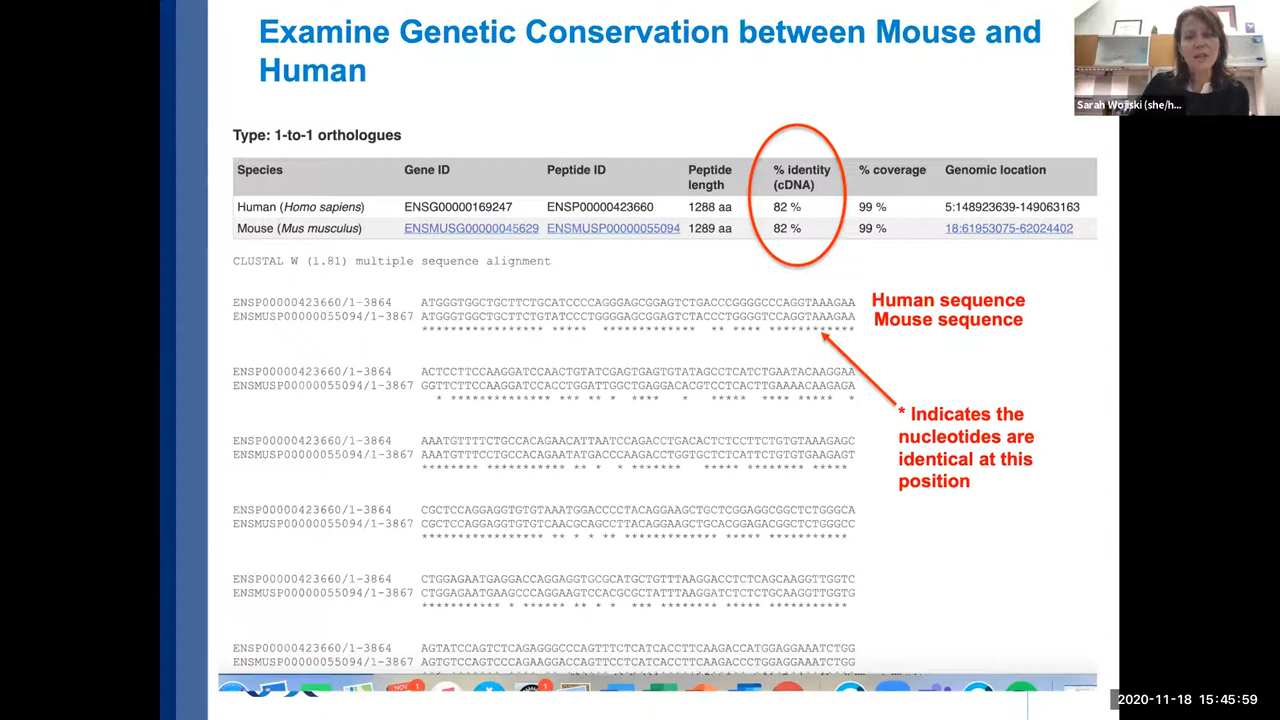 Examine Genetic Conservation between Mouse and
Human
Sarah Wojiski (she/h...
Type: 1-to-1 orthologues
Species Gene ID Peptide ID Peptide length % identity (cDNA) % coverage Genomic location
Human (Homo sapiens) ENSG00000169247 ENSP00000423660 1288 aa 82 % 99 % 5:148923639-149063163
Mouse (Mus musculus) ENSMUSG00000045629 ENSMUSP00000055094 1289 aa 82 % 99 % 18:61953075-62024402
CLUSTAL W (1.81) multiple sequence alignment
ENSP00000423660/1-3864 ATGGGTGGCTGCTTCTGCATCCCCAGGGAGCGGAGTCTGACCCGGGGCCCAGGTAAAGAA
ENSMUSP00000055094/1-3867 ATGGGTGGCTGCTTCTGTATCCCTGGGGAGCGGAGTCTACCCTGGGGTCCAGGTAAAGAA
***************** ***** ************* ** **** *************
Human sequence
Mouse sequence
ENSP00000423660/1-3864 ACTCCTTCCAAGGATCCAACTGTATCGAGTGAGTGTATAGCCTCATCTGAATACAAGGAA
ENSMUSP00000055094/1-3867 GGTTCTTCCAAGGATCCACCTGGATTGGCTGAGGACACGTCCTCACTTGAAAACAAGAGA
* ************** *** ** * **** * ***** **** ***** *
* Indicates the
nucleotides are
identical at this
position
ENSP00000423660/1-3864 AAATGTTTTCTGCCACAGAACATTAATCCAGACCTGACACTCTCCTTCTGTGTAAAGAGC
ENSMUSP00000055094/1-3867 AAATGTTTCCTGCCACAGAATATGACCCAAGACCTGGTGCTCTCATTCTGTGTGAAGAGT
******** *********** ** * * ******* ***** ******** *****
ENSP00000423660/1-3864 CGCTCCAGGAGGTGTGTAAATGGACCCCTACAGGAAGCTGCTCGGAGGCGGCTCTGGGCA
ENSMUSP00000055094/1-3867 CGCTCCAGGAGGTGTGTCAACGCAGCCTTACAGGAAGCTGCACGGAGACGGCTCTGGGCC
***************** ** * * ** ************* ***** ***********
ENSP00000423660/1-3864 CTGGAGAATGAGGACCAGGAGGTGCGCATGCTGTTTAAGGACCTCTCAGCAAGGTTGGTC
ENSMUSP00000055094/1-3867 CTGGAGAATGAAGCCCAGGAAGTCCACGCGCTATTTAAGGATCTCTCTGCAAGGTTGGTG
*********** * ****** ** * * *** ******** ***** ***********
ENSP00000423660/1-3864 AGTATCCAGTCTCAGAGGGCCCAGTTTCTCATCACCTTCAAGACCATGGAGGAAATCTGG
ENSMUSP00000055094/1-3867 AGTGTCCAGTCCCAGAAGGACCAGTTCCTCATCACCTTCAAGACCCTGGAGGAAATCTGG
NOV 1
1
2020-11-18 15:45:59